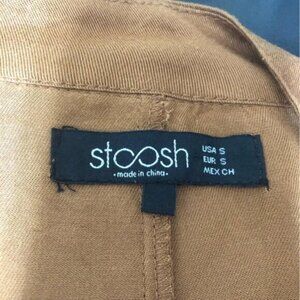 stoosh
• made in china •
USA S
EUR S
MEX CH